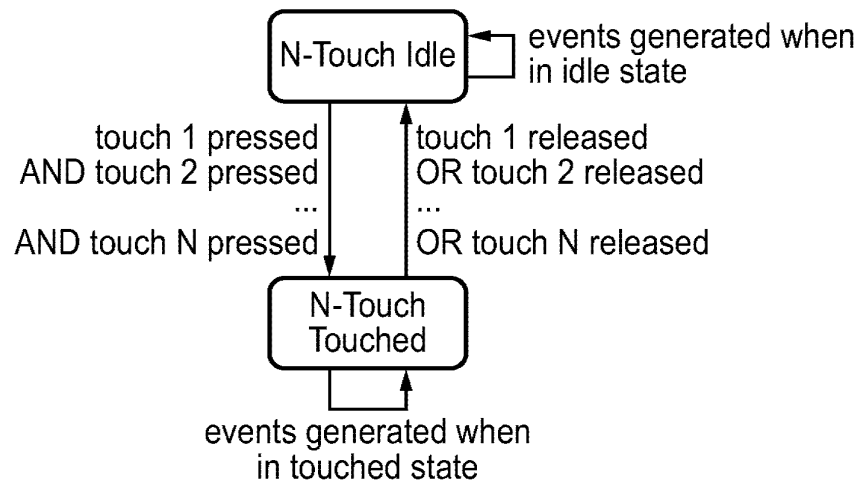 N-Touch Idle
events generated when
in idle state
touch 1 pressed
AND touch 2 pressed
...
AND touch N pressed
touch 1 released
OR touch 2 released
...
OR touch N released
N-Touch
Touched
events generated when
in touched state